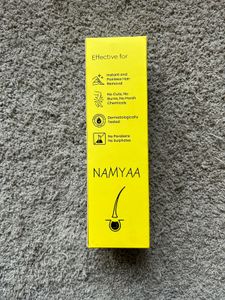 Effective for
Instant and
Painless Hair
Removal
No Cuts, No
Burns, No Harsh
Chemicals
Dermatologically
Tested
No Parabens
No Sulphates
NAMYAA